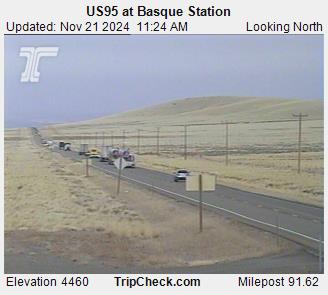 US95 at Basque Station
Updated: Nov 21 2024 11:24 AM Looking North
Elevation 4460 TripCheck.com Milepost 91.62